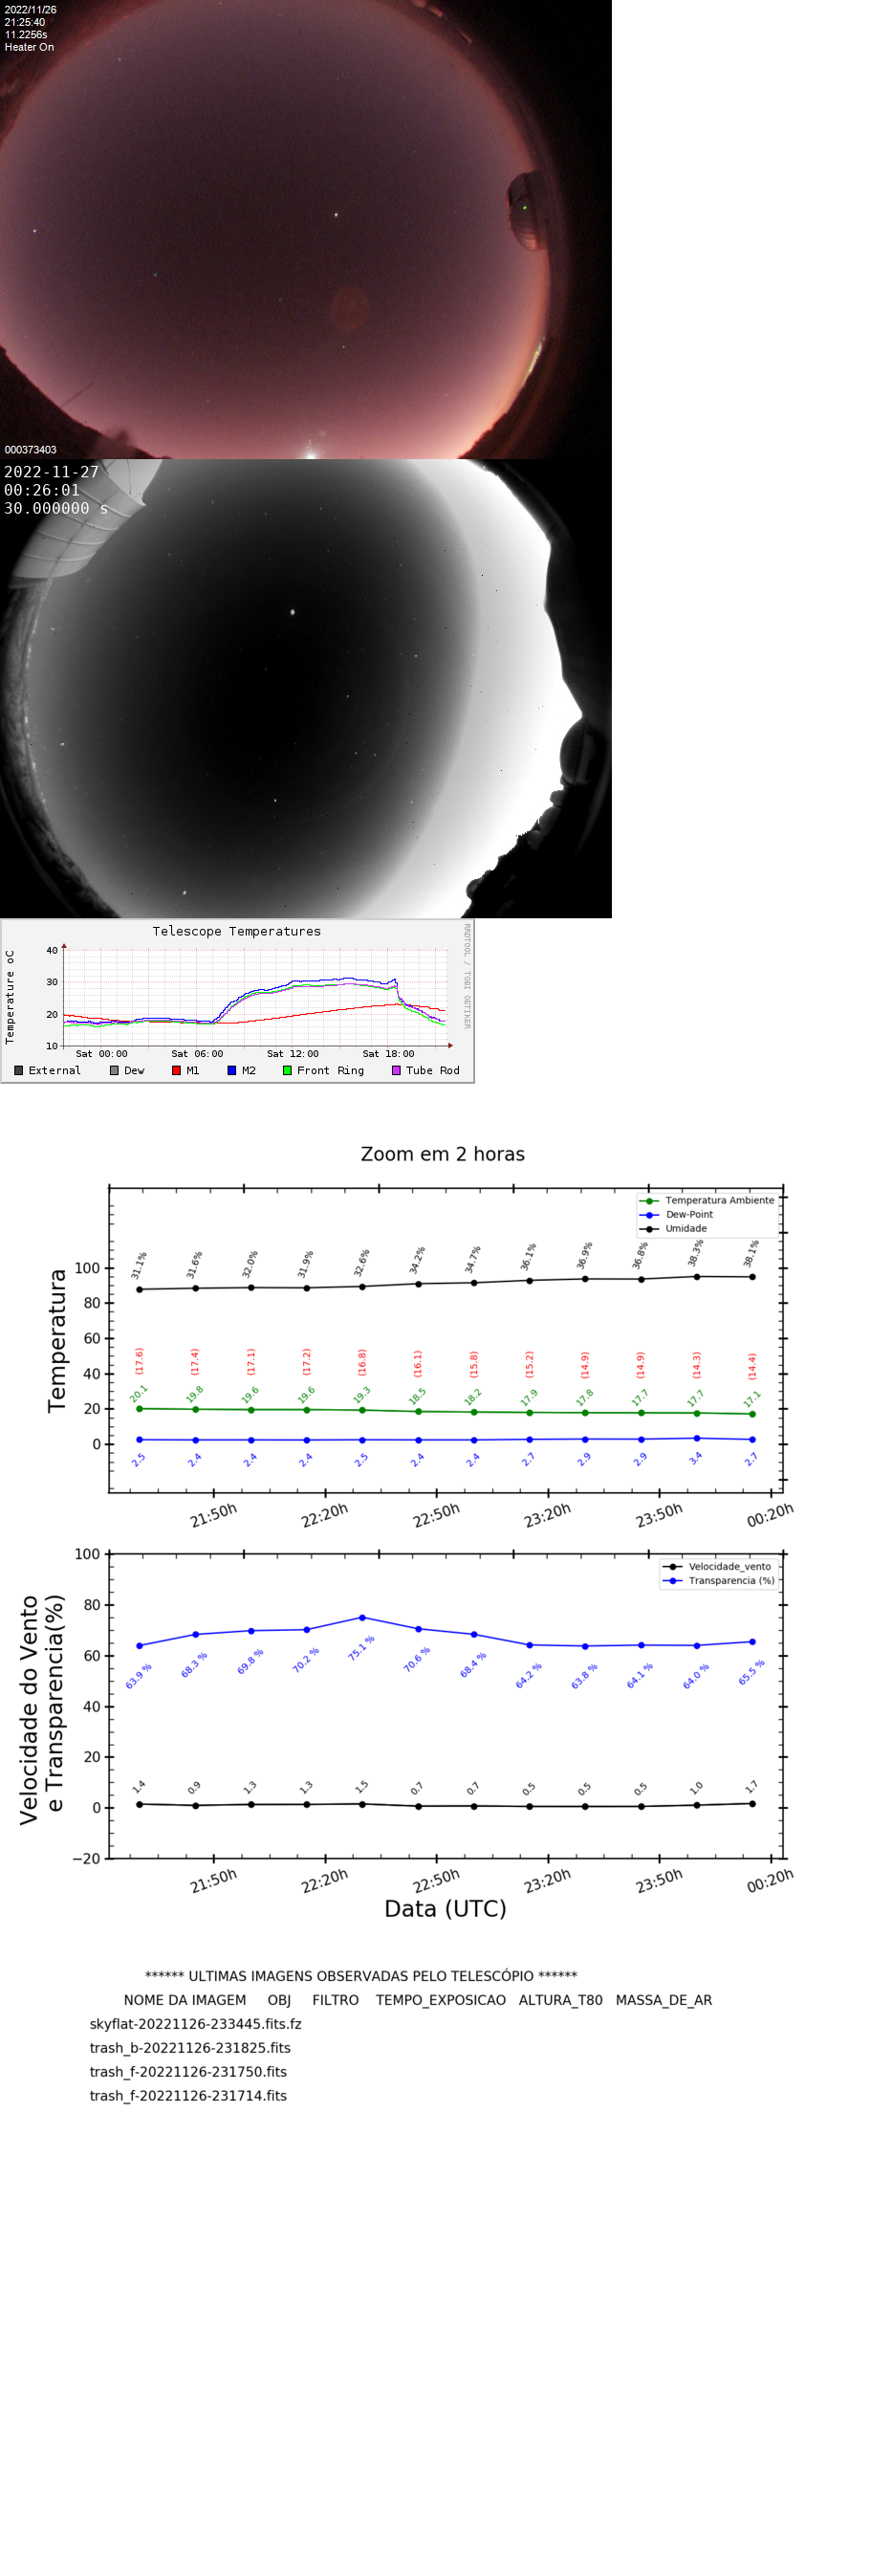 2022/11/26
21:25:40
11.2256s
Heater On
000373403
2022-11-27
00:26:01
30.000000 s
Telescope Temperatures
RRDTOOL / TOBI OETIKER
Temperature oC
40
30
20
10
Sat 00:00 Sat 06:00 Sat 12:00 Sat 18:00
External Dew M1 M2 Front Ring Tube Rod
Zoom em 2 horas
Temperatura Ambiente
Dew-Point
Umidade
Temperatura
100
80
60
40
20
0
31.1% 31.6% 32.0% 31.9% 32.6% 34.2% 34.7% 36.1% 36.9% 36.8% 38.3% 38.1%
(17.6) (17.4) (17.1) (17.2) (16.8) (16.1) (15.8) (15.2) (14.9) (14.9) (14.3) (14.4)
20.1 19.8 19.6 19.6 19.3 18.5 18.2 17.9 17.8 17.7 17.7 17.1
2.5 2.4 2.4 2.4 2.5 2.4 2.4 2.7 2.9 2.9 3.4 2.7
21:50h 22:20h 22:50h 23:20h 23:50h 00:20h
Velocidade_vento
Transparencia (%)
Velocidade do Vento
e Transparencia(%)
100
80
60
40
20
0
−20
63.9 % 68.3 % 69.8 % 70.2 % 75.1 % 70.6 % 68.4 % 64.2 % 63.8 % 64.1 % 64.0 % 65.5 %
1.4 0.9 1.3 1.3 1.5 0.7 0.7 0.5 0.5 0.5 1.0 1.7
21:50h 22:20h 22:50h 23:20h 23:50h 00:20h
Data (UTC)
****** ULTIMAS IMAGENS OBSERVADAS PELO TELESCÓPIO ******
NOME DA IMAGEM OBJ FILTRO TEMPO_EXPOSICAO ALTURA_T80 MASSA_DE_AR
skyflat-20221126-233445.fits.fz
trash_b-20221126-231825.fits
trash_f-20221126-231750.fits
trash_f-20221126-231714.fits